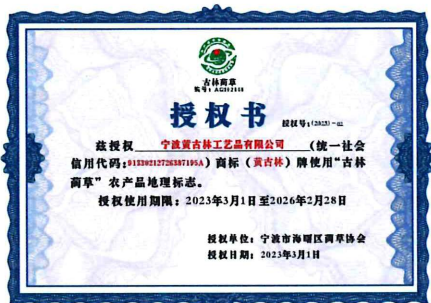 古林蔺草
授权书
授权号：(2023)-01
兹授权 宁波黄古林工艺品有限公司 (统一社会
信用代码:91330212726387195A) 商标 (黄古林) 牌使用“古林
蔺草”农产品地理标志。
授权使用期限：2023年3月1日至2026年2月28日
授权单位：宁波市海曙区蔺草协会
授权日期：2023年3月1日